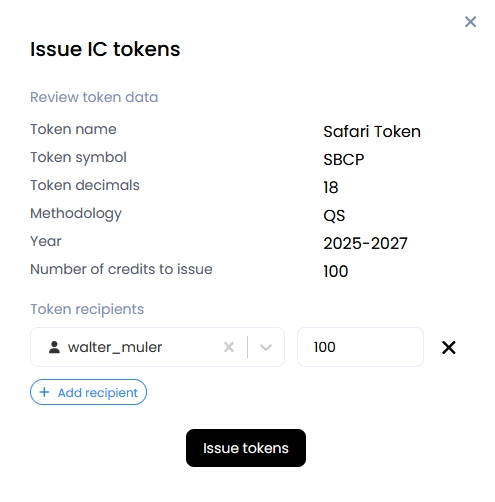 Issue IC tokens
Review token data
Token name Safari Token
Token symbol SBCP
Token decimals 18
Methodology QS
Year 2025-2027
Number of credits to issue 100
Token recipients
walter_muler 100
+ Add recipient
Issue tokens